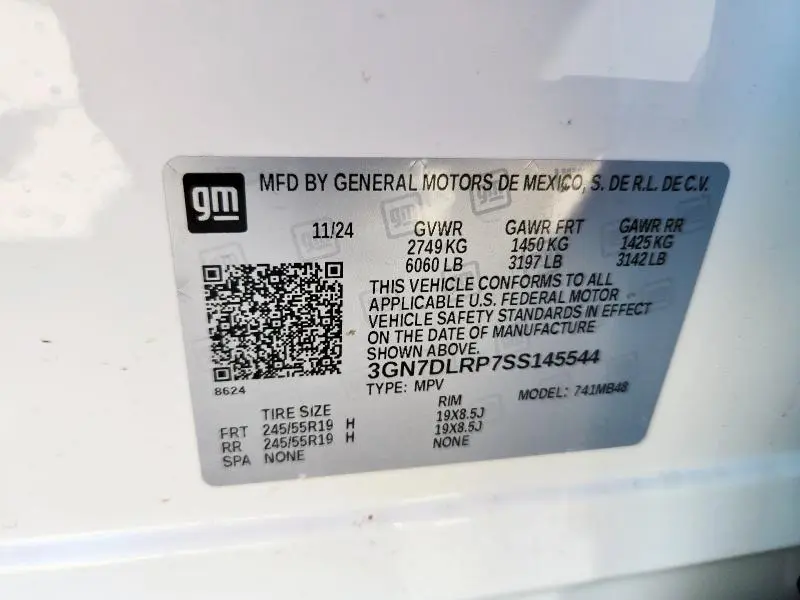 gm
MFD BY GENERAL MOTORS DE MEXICO, S. DE R.L. DE C.V.
11/24 GVWR GAWR FRT GAWR RR
2749 KG 1450 KG 1425 KG
6060 LB 3197 LB 3142 LB
THIS VEHICLE CONFORMS TO ALL
APPLICABLE U.S. FEDERAL MOTOR
VEHICLE SAFETY STANDARDS IN EFFECT
ON THE DATE OF MANUFACTURE
SHOWN ABOVE.
3GN7DLRP7SS145544
8624
TYPE: MPV MODEL: 741MB48
TIRE SIZE RIM
FRT 245/55R19 H 19X8.5J
RR 245/55R19 H 19X8.5J
SPA NONE NONE